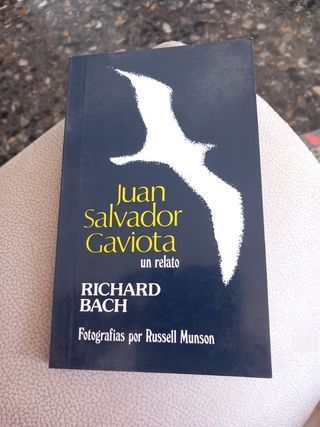 Juan
Salvador
Gaviota
un relato
RICHARD
BACH
Fotografías por Russell Munson